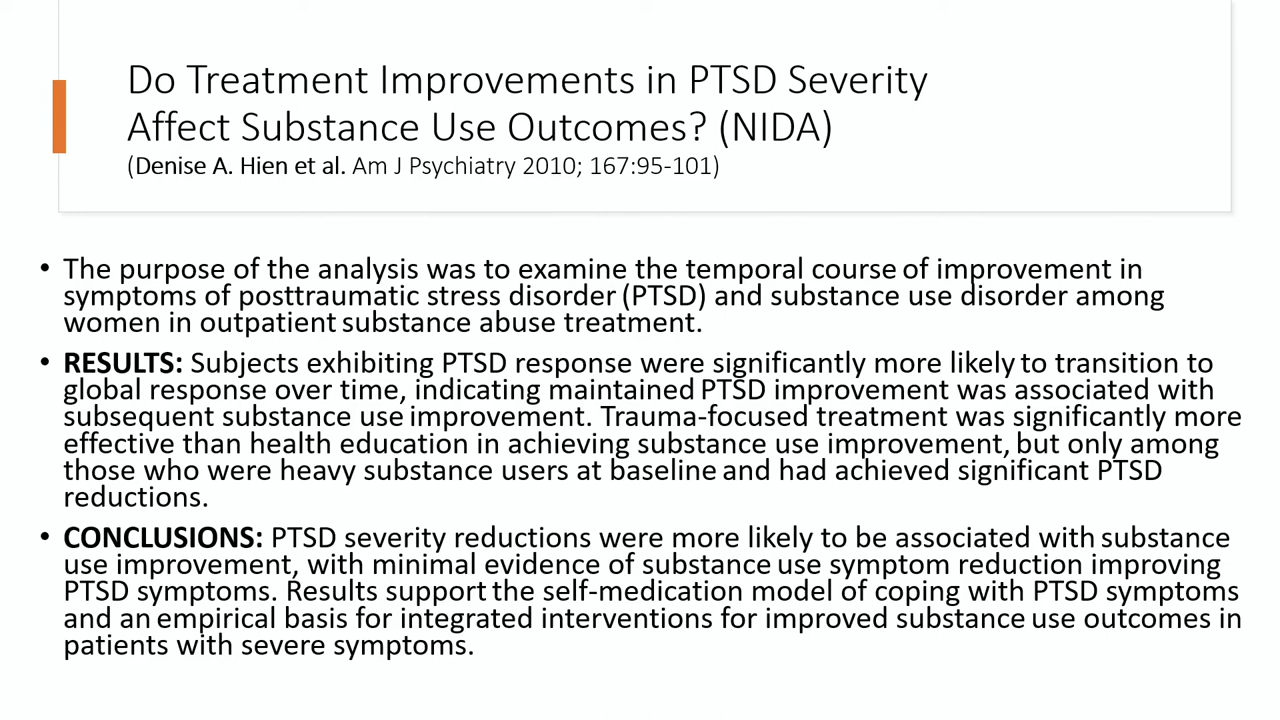 Do Treatment Improvements in PTSD Severity
Affect Substance Use Outcomes? (NIDA)
(Denise A. Hien et al. Am J Psychiatry 2010; 167:95-101)
• The purpose of the analysis was to examine the temporal course of improvement in
symptoms of posttraumatic stress disorder (PTSD) and substance use disorder among
women in outpatient substance abuse treatment.
• RESULTS: Subjects exhibiting PTSD response were significantly more likely to transition to
global response over time, indicating maintained PTSD improvement was associated with
subsequent substance use improvement. Trauma-focused treatment was significantly more
effective than health education in achieving substance use improvement, but only among
those who were heavy substance users at baseline and had achieved significant PTSD
reductions.
• CONCLUSIONS: PTSD severity reductions were more likely to be associated with substance
use improvement, with minimal evidence of substance use symptom reduction improving
PTSD symptoms. Results support the self-medication model of coping with PTSD symptoms
and an empirical basis for integrated interventions for improved substance use outcomes in
patients with severe symptoms.